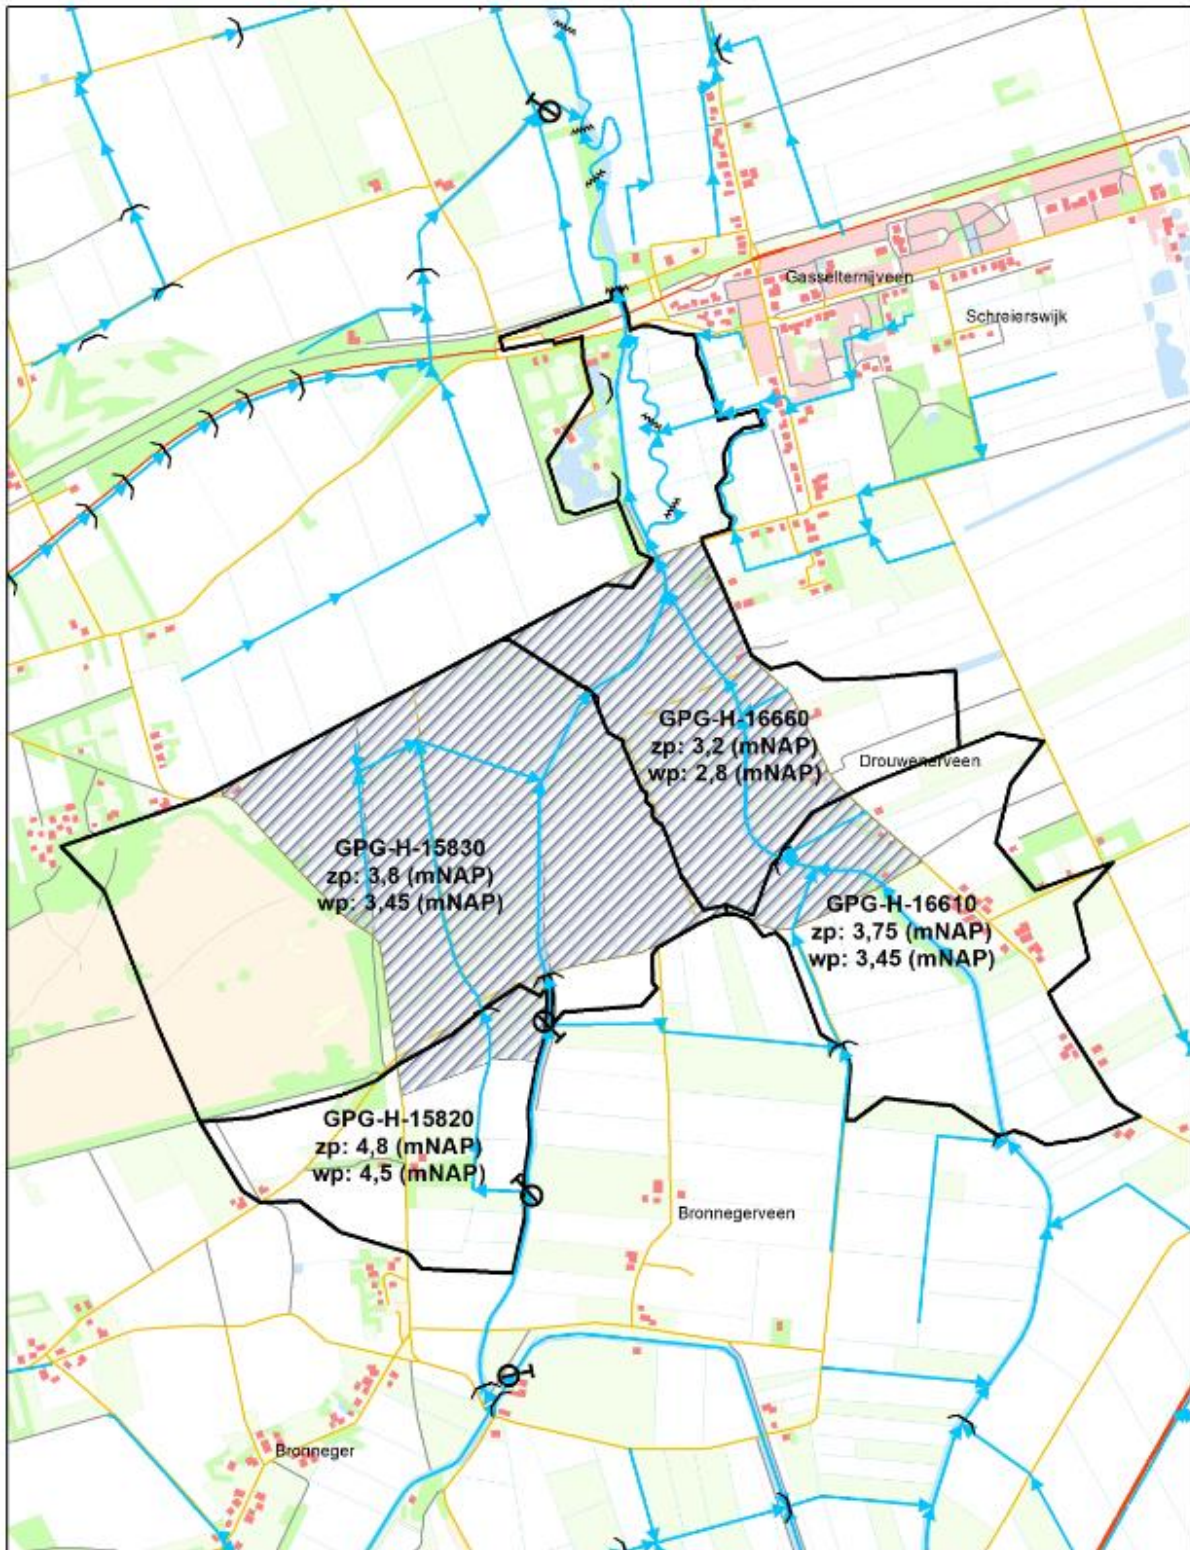 Gasselternijveen
Schreierswijk
GPG-H-16660
zp: 3,2 (mNAP)
wp: 2,8 (mNAP)
Drouwenerveen
GPG-H-15830
zp: 3,8 (mNAP)
wp: 3,45 (mNAP)
GPG-H-16610
zp: 3,75 (mNAP)
wp: 3,45 (mNAP)
GPG-H-15820
zp: 4,8 (mNAP)
wp: 4,5 (mNAP)
Bronnegerveen
Bronneger